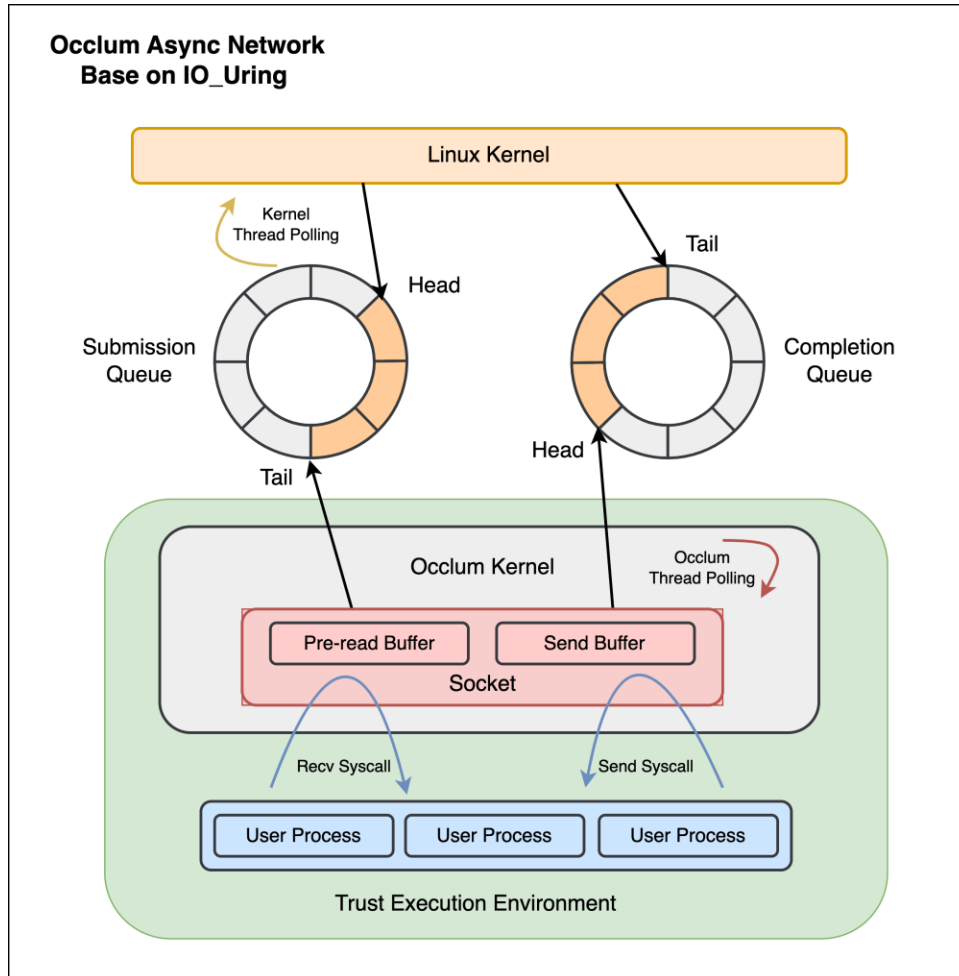 Occlum Async Network
Base on IO_Uring
Linux Kernel
Kernel
Thread Polling
Tail
Head
Submission
Queue
Completion
Queue
Head
Tail
Occlum Kernel
Occlum
Thread Polling
Pre-read Buffer
Send Buffer
Socket
Recv Syscall
Send Syscall
User Process
User Process
User Process
Trust Execution Environment